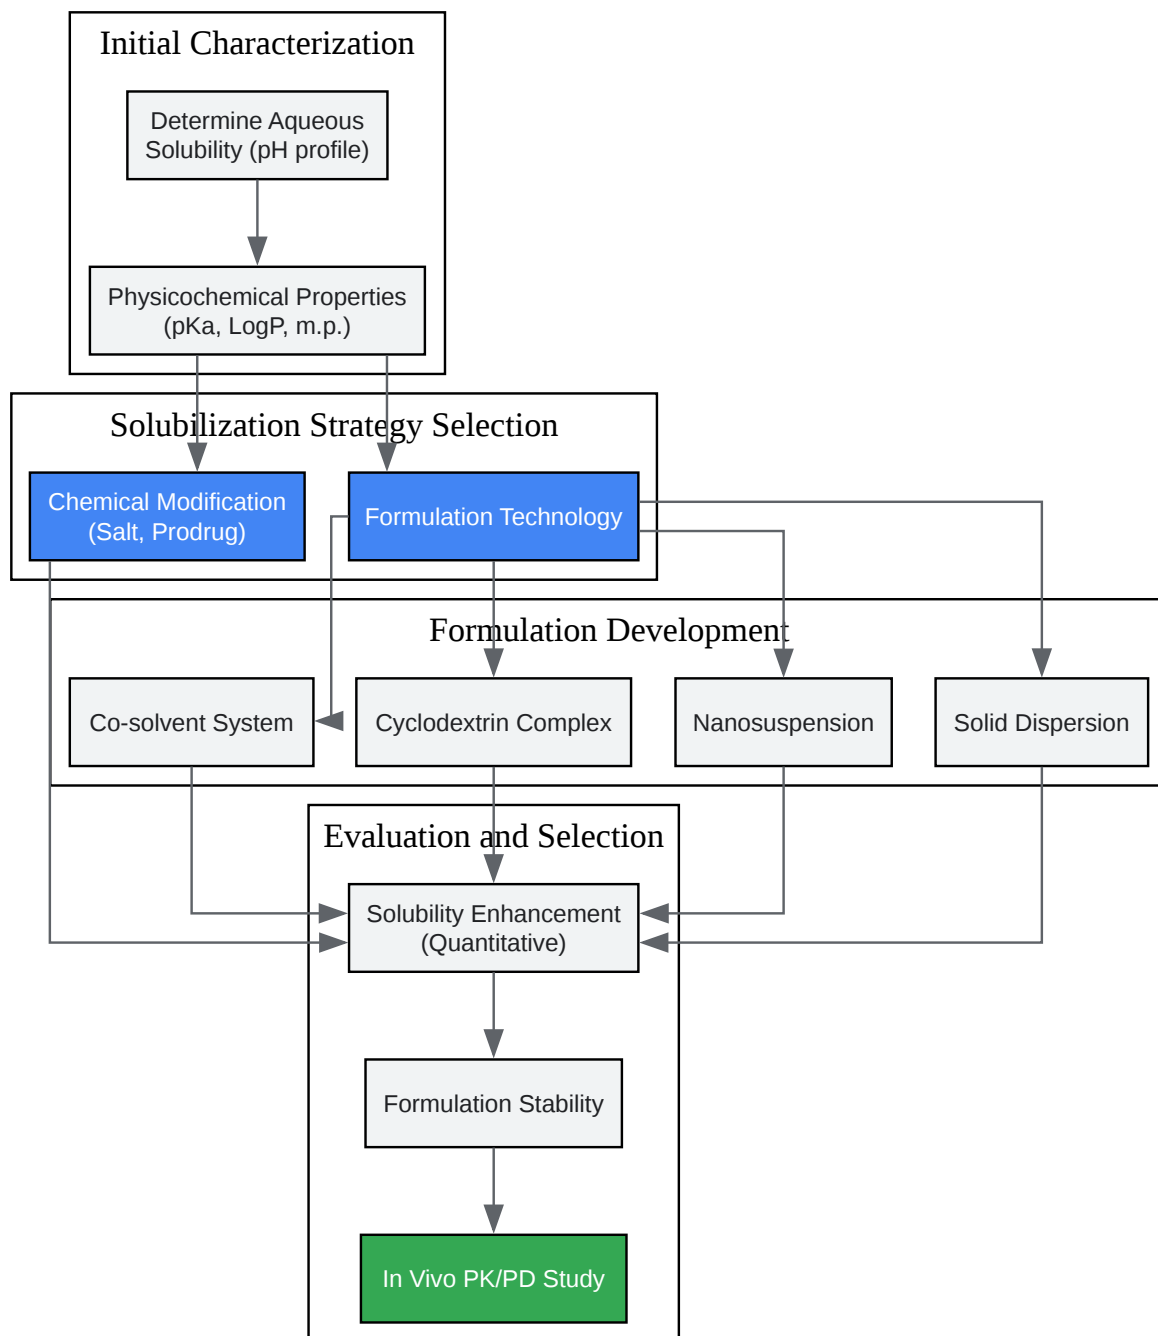 Initial Characterization
Determine Aqueous
Solubility (pH profile)
Physicochemical Properties
(pKa, LogP, m.p.)
Solubilization Strategy Selection
Chemical Modification
(Salt, Prodrug)
Formulation Technology
Formulation Development
Co-solvent System
Cyclodextrin Complex
Nanosuspension
Solid Dispersion
Evaluation and Selection
Solubility Enhancement
(Quantitative)
Formulation Stability
In Vivo PK/PD Study